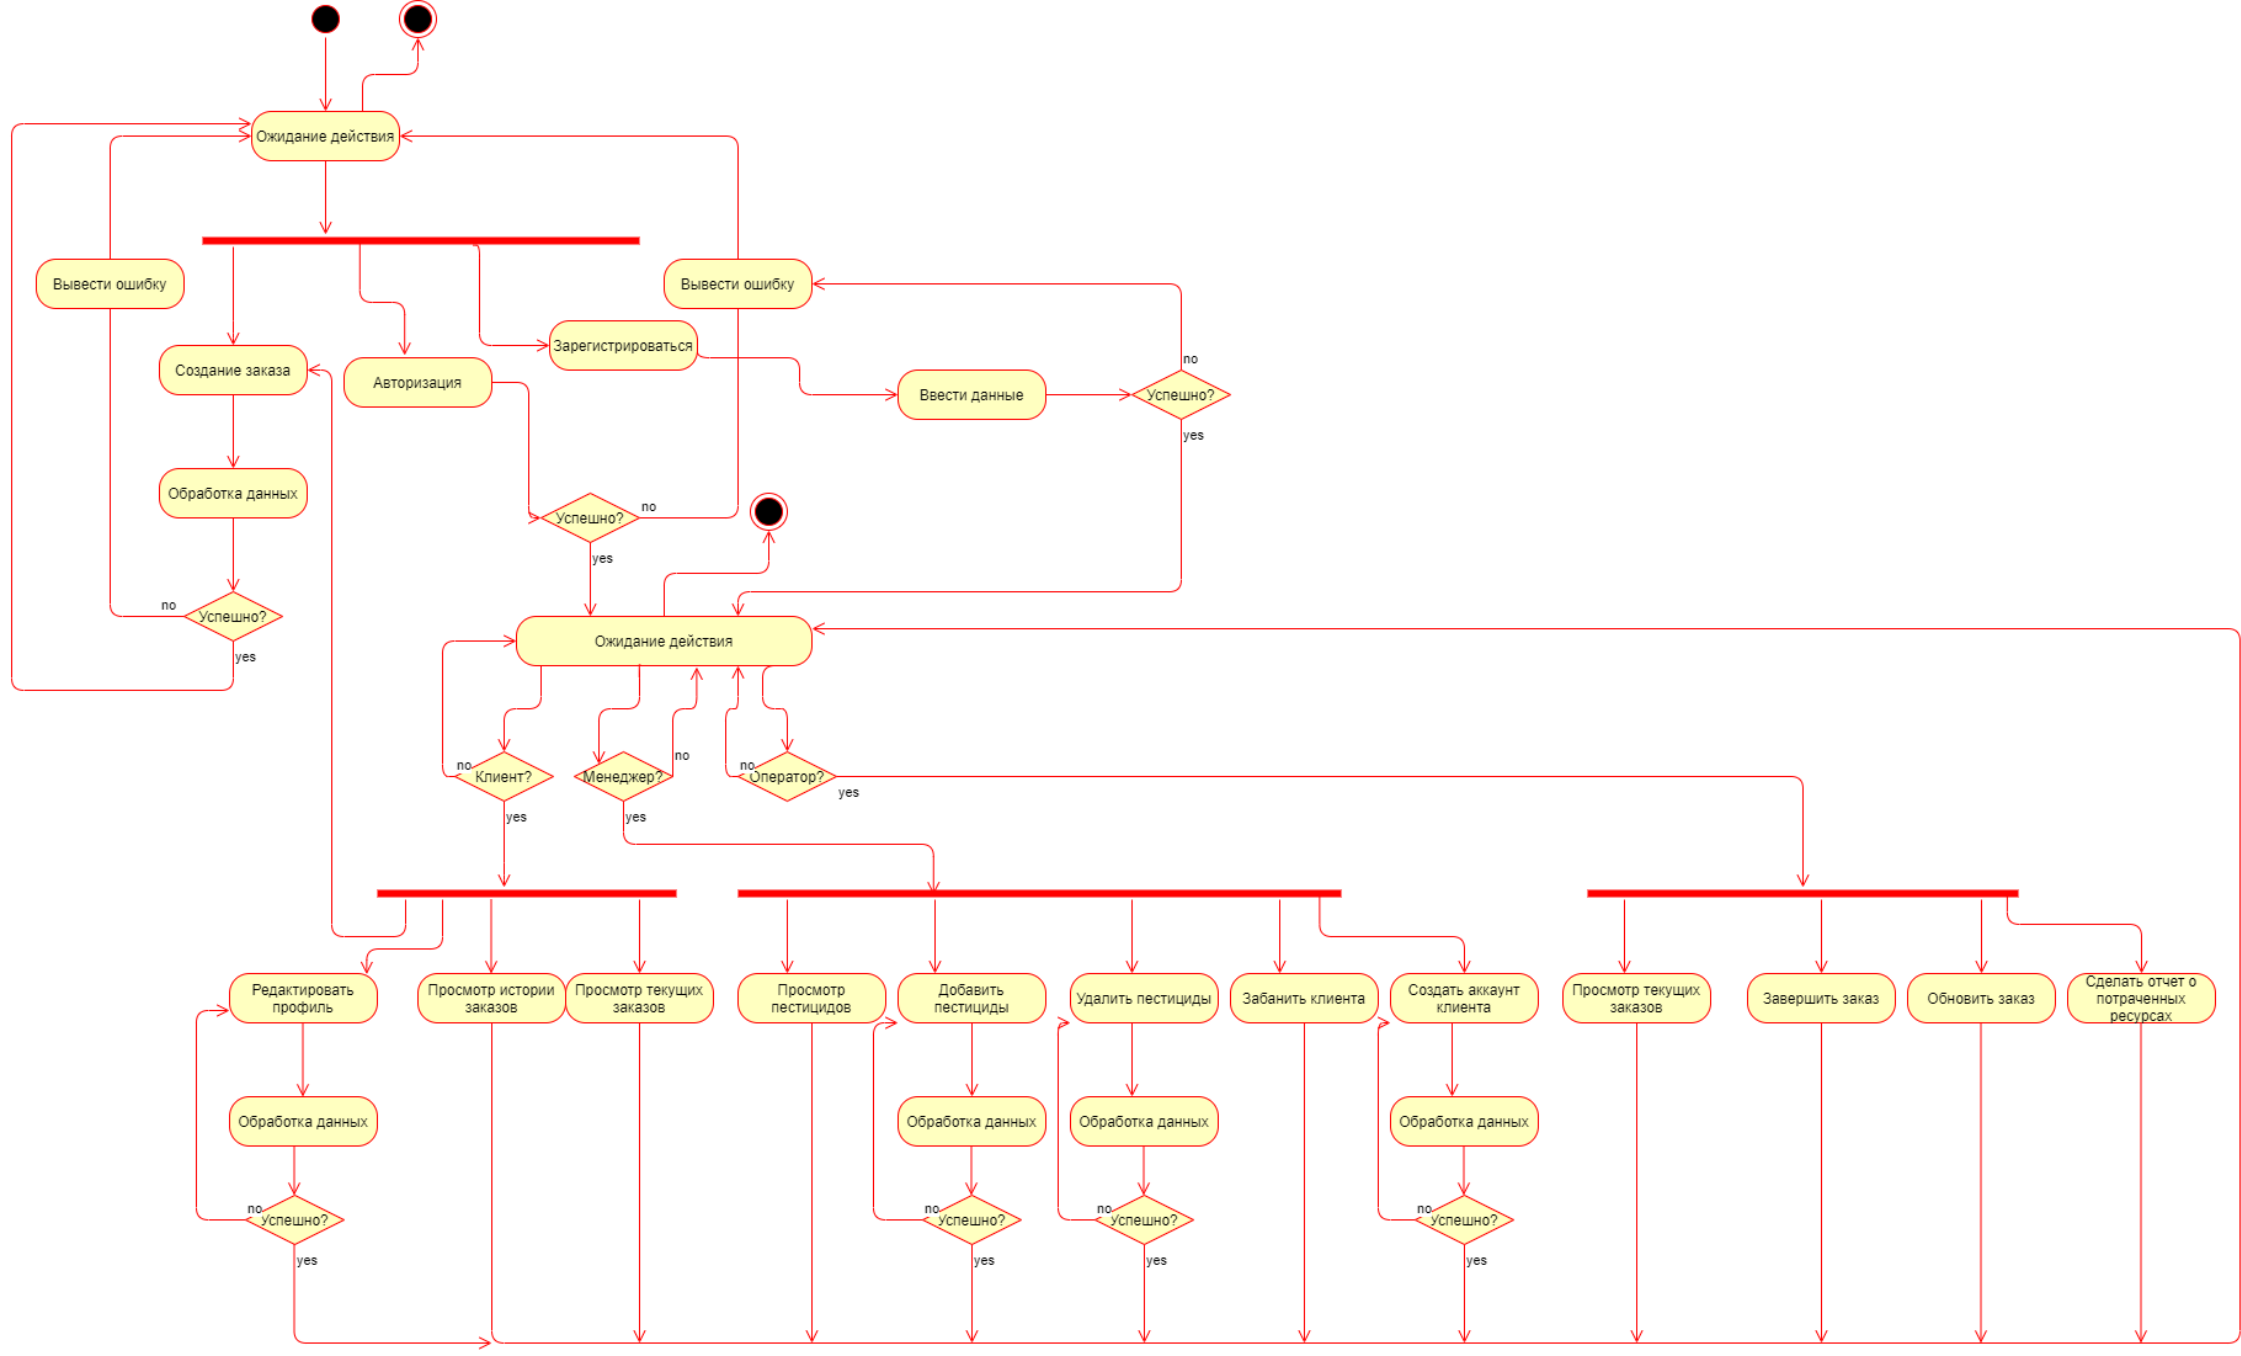 Ожидание действия
Вывести ошибку
Вывести ошибку
Зарегистрироваться
no
Создание заказа
Авторизация
Ввести данные
Успешно?
yes
Обработка данных
no
Успешно?
yes
no
Успешно?
yes
Ожидание действия
no
Клиент?
yes
no
Менеджер?
yes
no
Оператор?
yes
Редактировать
профиль
Просмотр истории
заказов
Просмотр текущих
заказов
Просмотр
пестицидов
Добавить
пестициды
Удалить пестициды
Забанить клиента
Создать аккаунт
клиента
Просмотр текущих
заказов
Завершить заказ
Обновить заказ
Сделать отчет о
потраченных
ресурсах
Обработка данных
Обработка данных
Обработка данных
Обработка данных
no
Успешно?
yes
no
Успешно?
yes
no
Успешно?
yes
no
Успешно?
yes